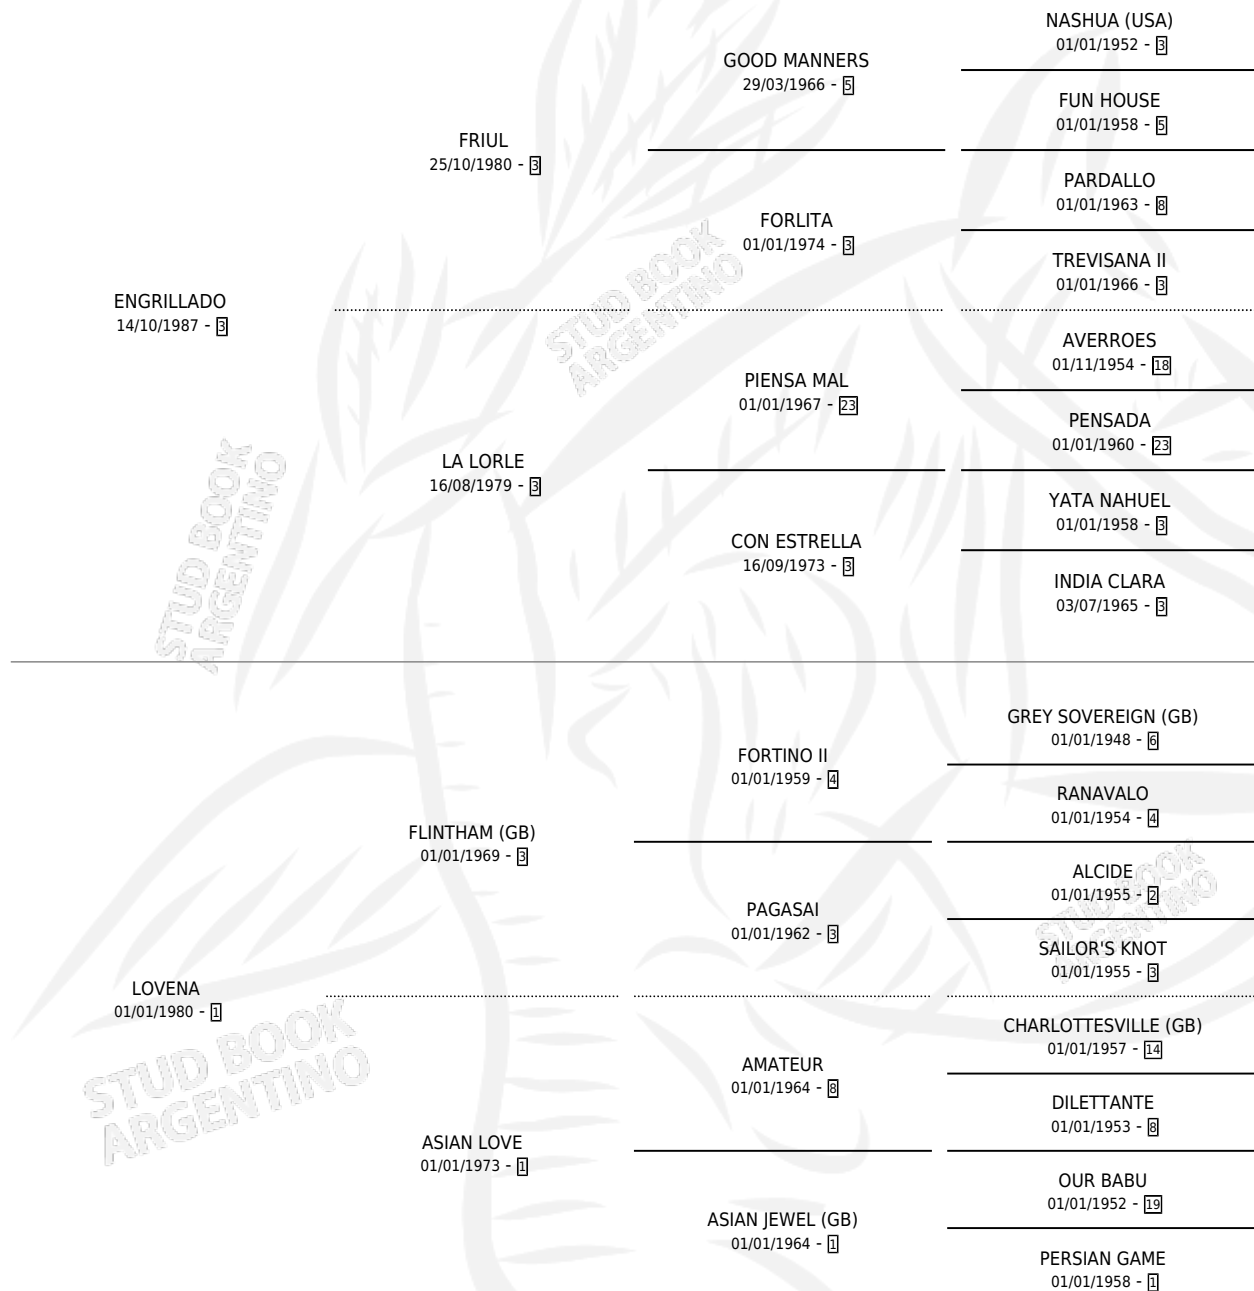 NASHUA (USA)
01/01/1952 - 3
GOOD MANNERS
29/03/1966 - 5
FUN HOUSE
01/01/1958 - 5
FRIUL
25/10/1980 - 3
PARDALLO
01/01/1963 - 8
FORLITA
01/01/1974 - 3
TREVISANA II
01/01/1966 - 3
ENGRILLADO
14/10/1987 - 3
AVERROES
01/11/1954 - 18
PIENSA MAL
01/01/1967 - 23
PENSADA
01/01/1960 - 23
LA LORLE
16/08/1979 - 3
YATA NAHUEL
01/01/1958 - 3
CON ESTRELLA
16/09/1973 - 3
INDIA CLARA
03/07/1965 - 3
GREY SOVEREIGN (GB)
01/01/1948 - 6
FORTINO II
01/01/1959 - 4
RANAVALO
01/01/1954 - 4
FLINTHAM (GB)
01/01/1969 - 3
ALCIDE
01/01/1955 - 2
PAGASAI
01/01/1962 - 3
SAILOR'S KNOT
01/01/1955 - 3
LOVENA
01/01/1980 - 1
CHARLOTTESVILLE (GB)
01/01/1957 - 14
AMATEUR
01/01/1964 - 8
DILETTANTE
01/01/1953 - 8
ASIAN LOVE
01/01/1973 - 1
OUR BABU
01/01/1952 - 19
ASIAN JEWEL (GB)
01/01/1964 - 1
PERSIAN GAME
01/01/1958 - 1
STUD BOOK
ARGENTINO
STUD BOOK
ARGENTINO
STUD BOOK
ARGENTINO
STUD BOOK
ARGENTINO